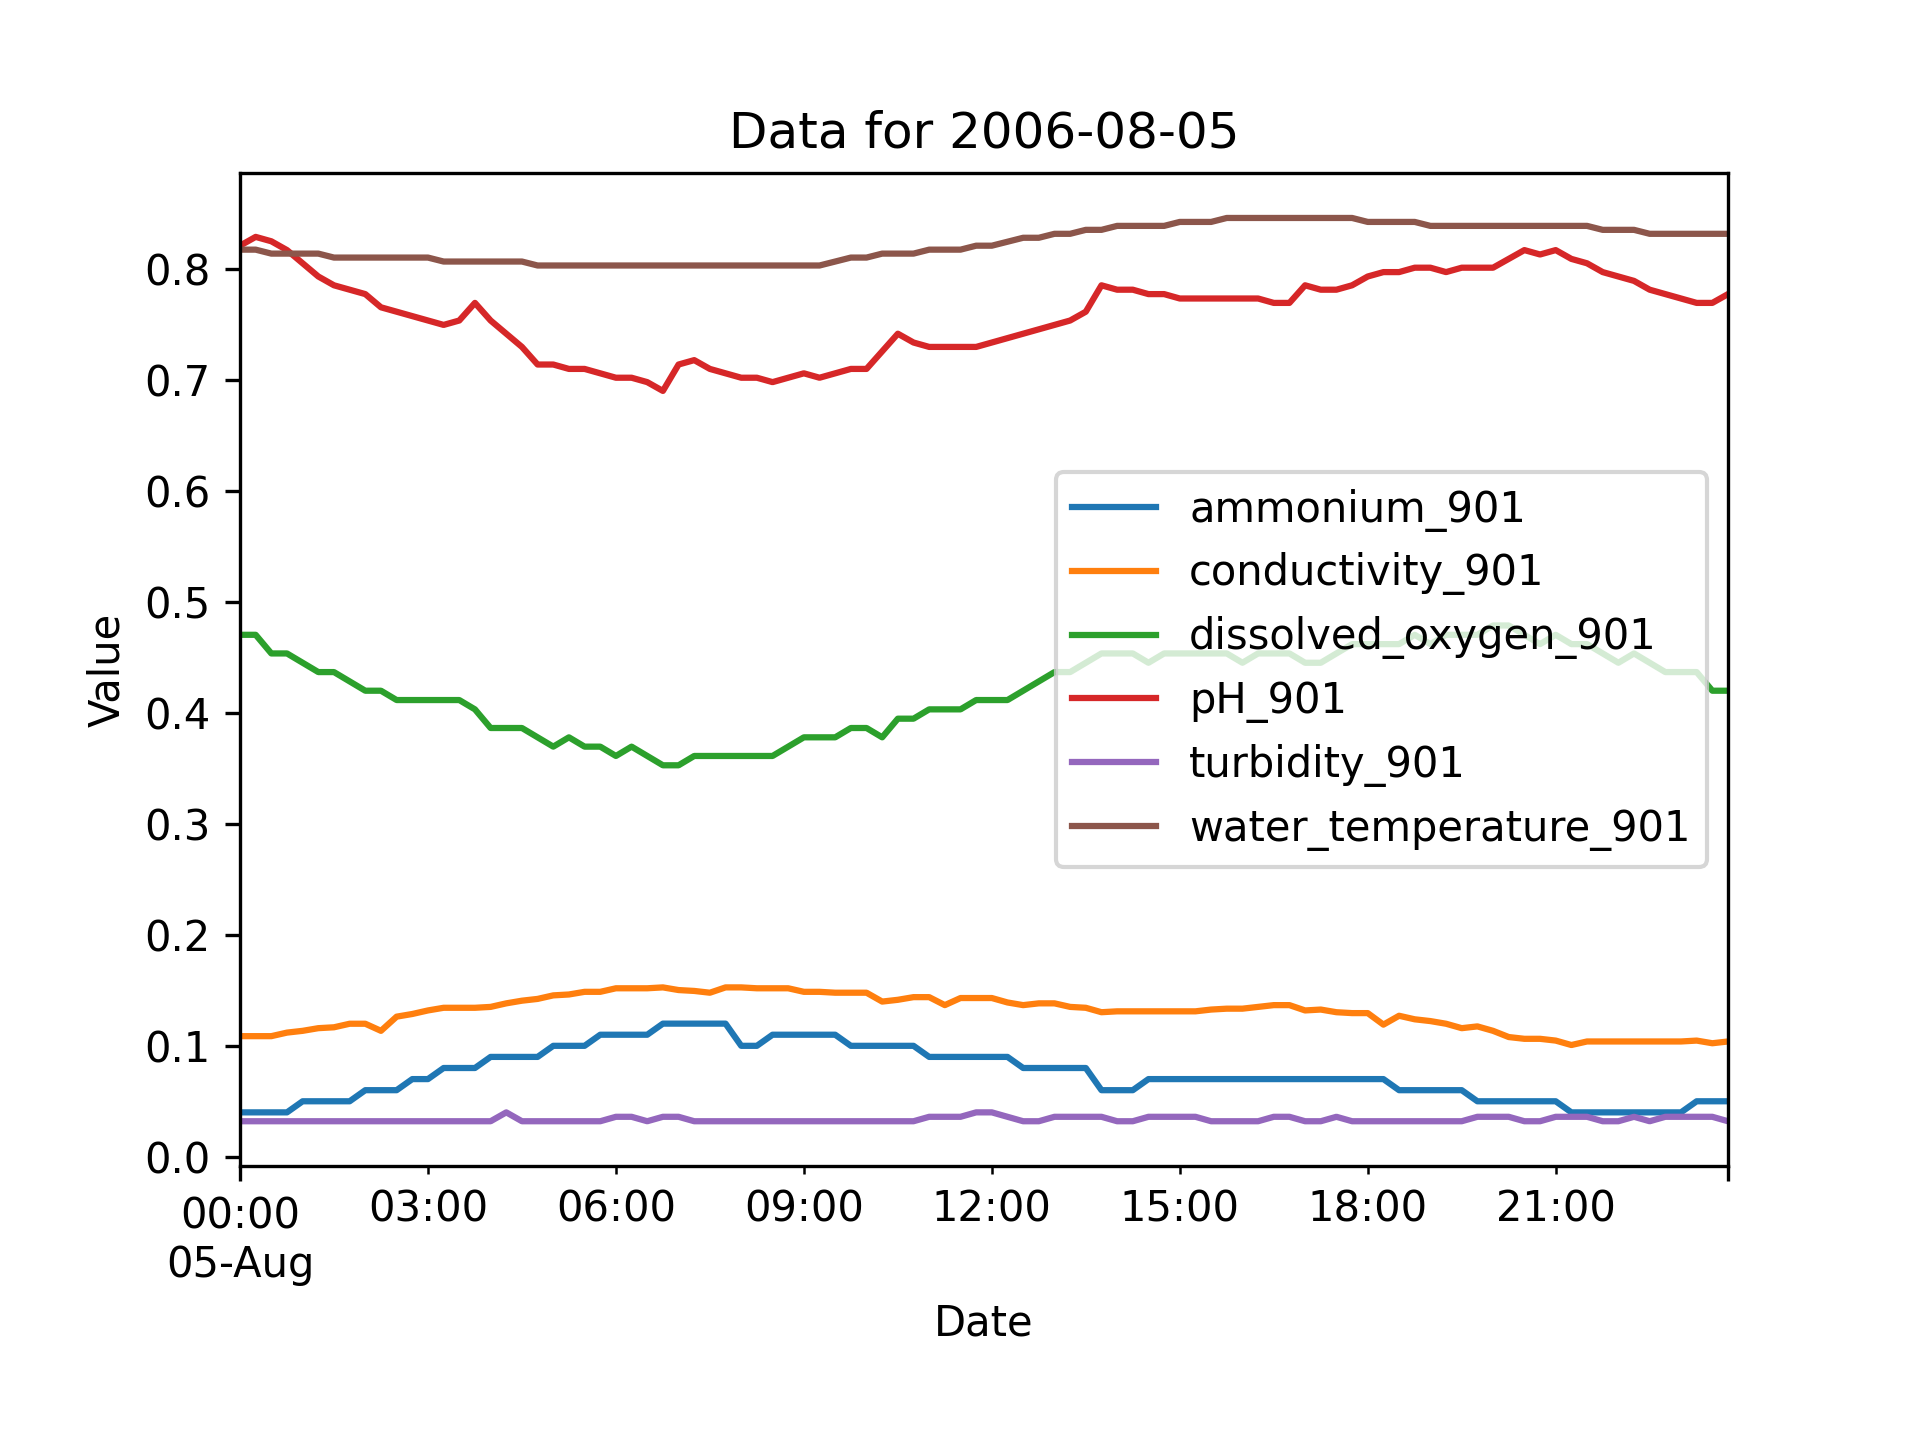 Data for 2006-08-05
Value
0.8
0.7
0.6
0.5
0.4
0.3
0.2
0.1
0.0
ammonium_901
conductivity_901
dissolved_oxygen_901
pH_901
turbidity_901
water_temperature_901
00:00 03:00 06:00 09:00 12:00 15:00 18:00 21:00
05-Aug
Date